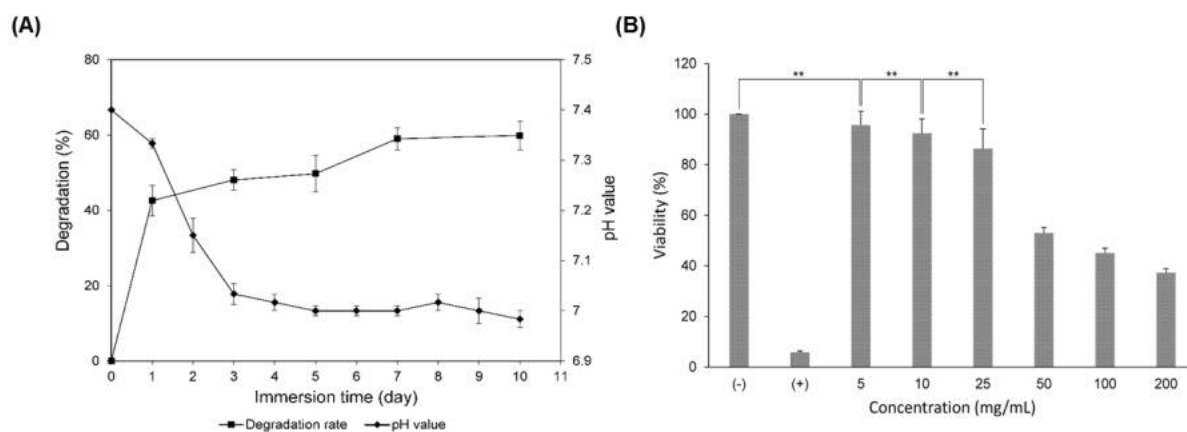 (A)
80
60
40
20
0
Degradation (%)
7.5
7.4
7.3
7.2
7.1
7
6.9
pH value
0 1 2 3 4 5 6 7 8 9 10 11
Immersion time (day)
Degradation rate pH value
(B)
120
100
80
60
40
20
0
Viability (%)
** ** **
(-) (+) 5 10 25 50 100 200
Concentration (mg/mL)